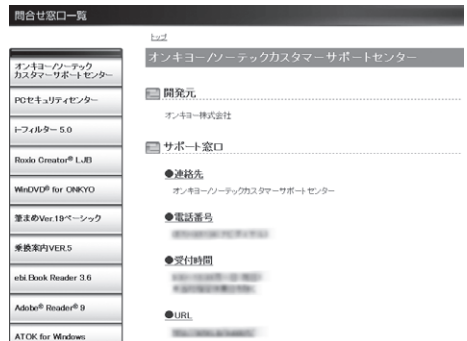 問合せ窓口一覧
トップ
オンキヨー/ソーテック
カスタマーサポートセンター
PCセキュリティセンター
i-フィルター 5.0
Roxio Creator® LJB
WinDVD® for ONKYO
筆まめVer.19ベーシック
乗換案内VER.5
ebi.Book Reader 3.6
Adobe® Reader® 9
ATOK for Windows
オンキヨー/ソーテックカスタマーサポートセンター
開発元
オンキヨー株式会社
サポート窓口
●連絡先
オンキヨー/ソーテックカスタマーサポートセンター
●電話番号
●受付時間
●URL